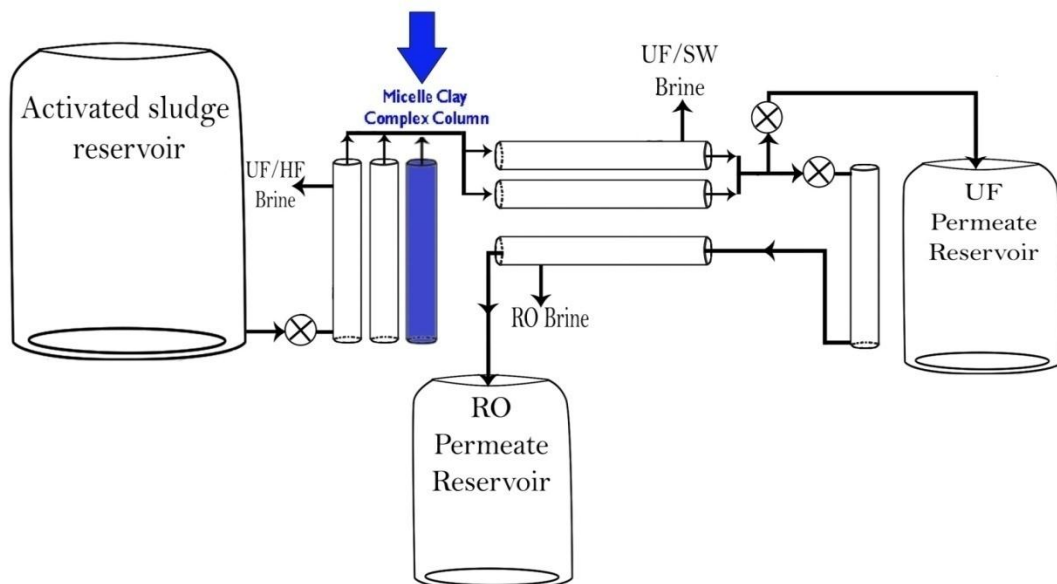 Activated sludge
reservoir
UF/HF
Brine
Micelle Clay
Complex Column
UF/SW
Brine
UF
Permeate
Reservoir
RO Brine
RO
Permeate
Reservoir